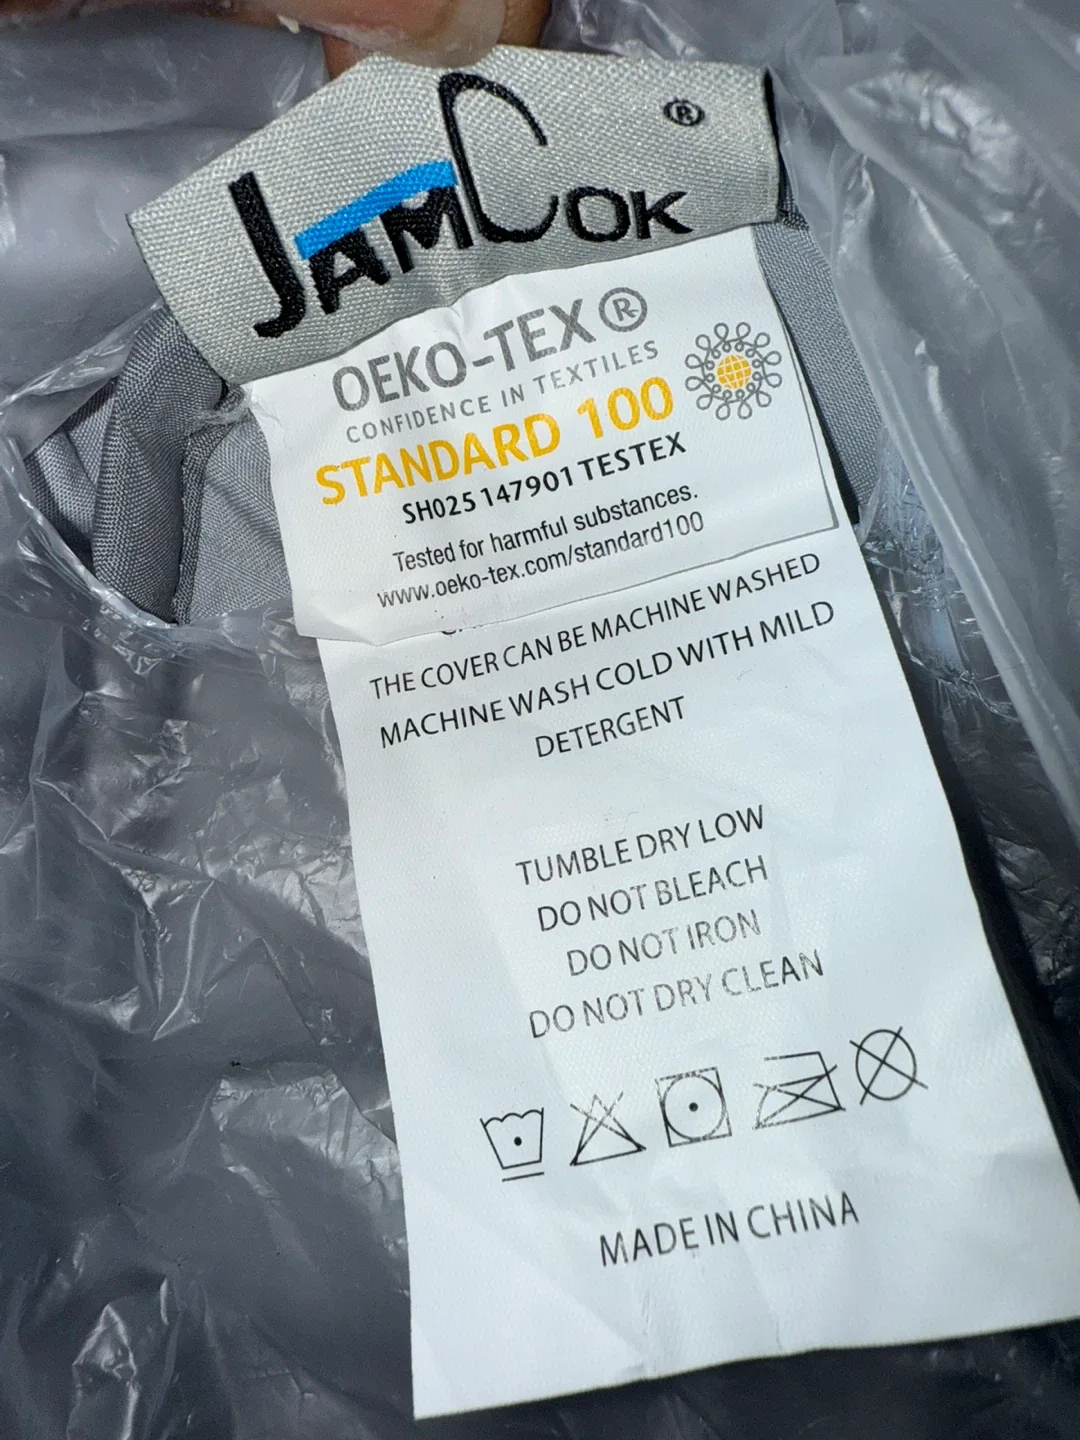 JAMCOK ®
OEKO-TEX ®
CONFIDENCE IN TEXTILES
STANDARD 100
SH025 147901 TESTEX
Tested for harmful substances.
www.oeko-tex.com/standard100
THE COVER CAN BE MACHINE WASHED
MACHINE WASH COLD WITH MILD
DETERGENT
TUMBLE DRY LOW
DO NOT BLEACH
DO NOT IRON
DO NOT DRY CLEAN
MADE IN CHINA